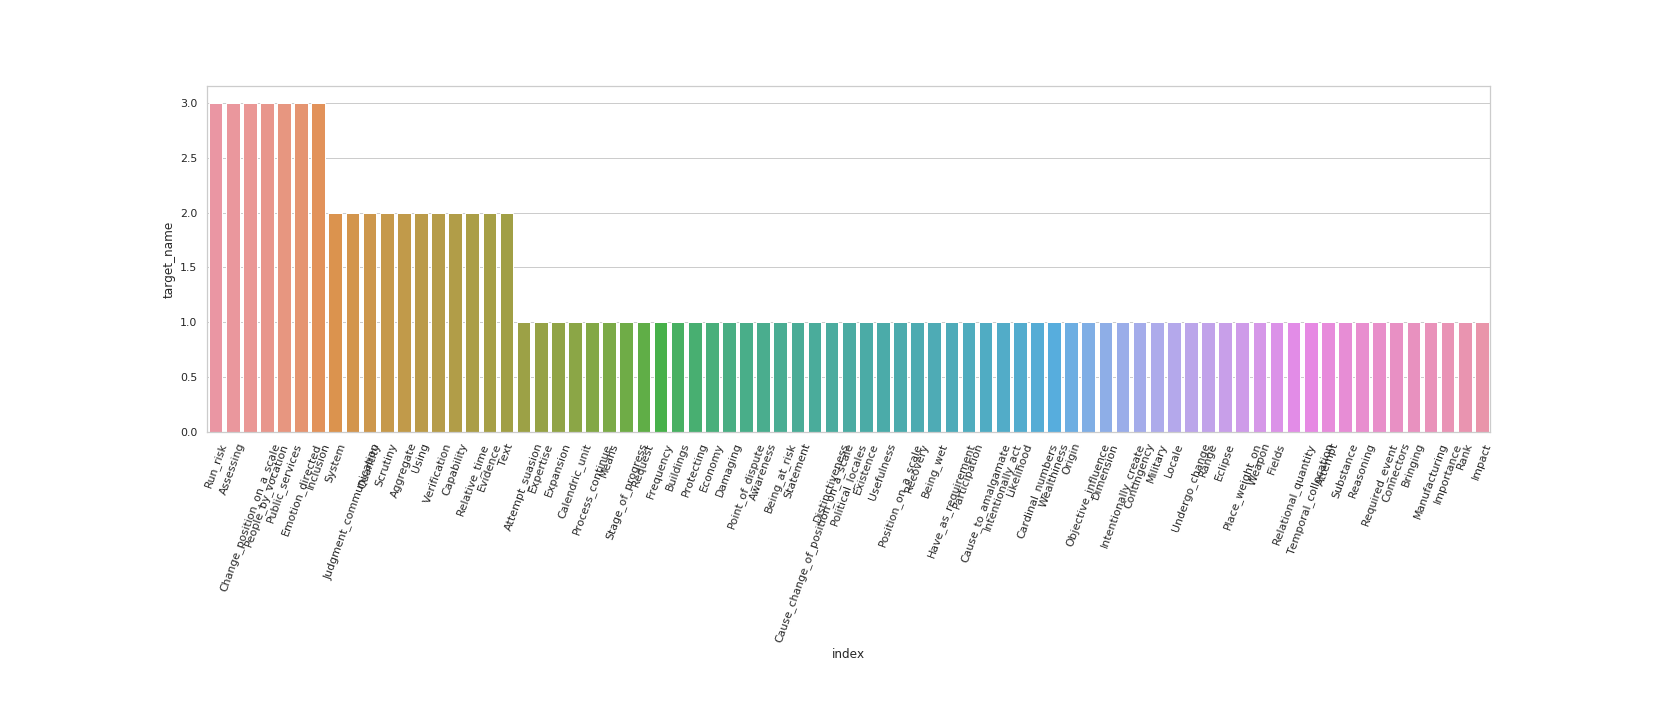 3.0
2.5
2.0
1.5
1.0
0.5
0.0
target_name
Run_risk
Assessing
Change_position_on_a_scale
People_by_vocation
Public_services
Emotion_directed
Inclusion
System
Judgment_communication
Scrutiny
Aggregate
Using
Verification
Capability
Relative_time
Evidence
Text
Attempt_suasion
Expertise
Expansion
Calendric_unit
Process_continue
Means
Stage_of_progress
Request
Frequency
Buildings
Protecting
Economy
Damaging
Point_of_dispute
Awareness
Being_at_risk
Statement
Distinctiveness
Cause_change_of_position_on_a_scale
Political_locales
Existence
Usefulness
Position_on_a_scale
Recovery
Being_wet
Have_as_requirement
Participation
Cause_to_amalgamate
Intentionally_act
Likelihood
Cardinal_numbers
Wealthiness
Origin
Objective_influence
Dimension
Intentionally_create
Contingency
Military
Locale
Undergo_change
Range
Eclipse
Place_weight_on
Weapon
Fields
Relational_quantity
Temporal_collocation
Attempt
Substance
Reasoning
Required_event
Connectors
Bringing
Manufacturing
Importance
Rank
Impact
index